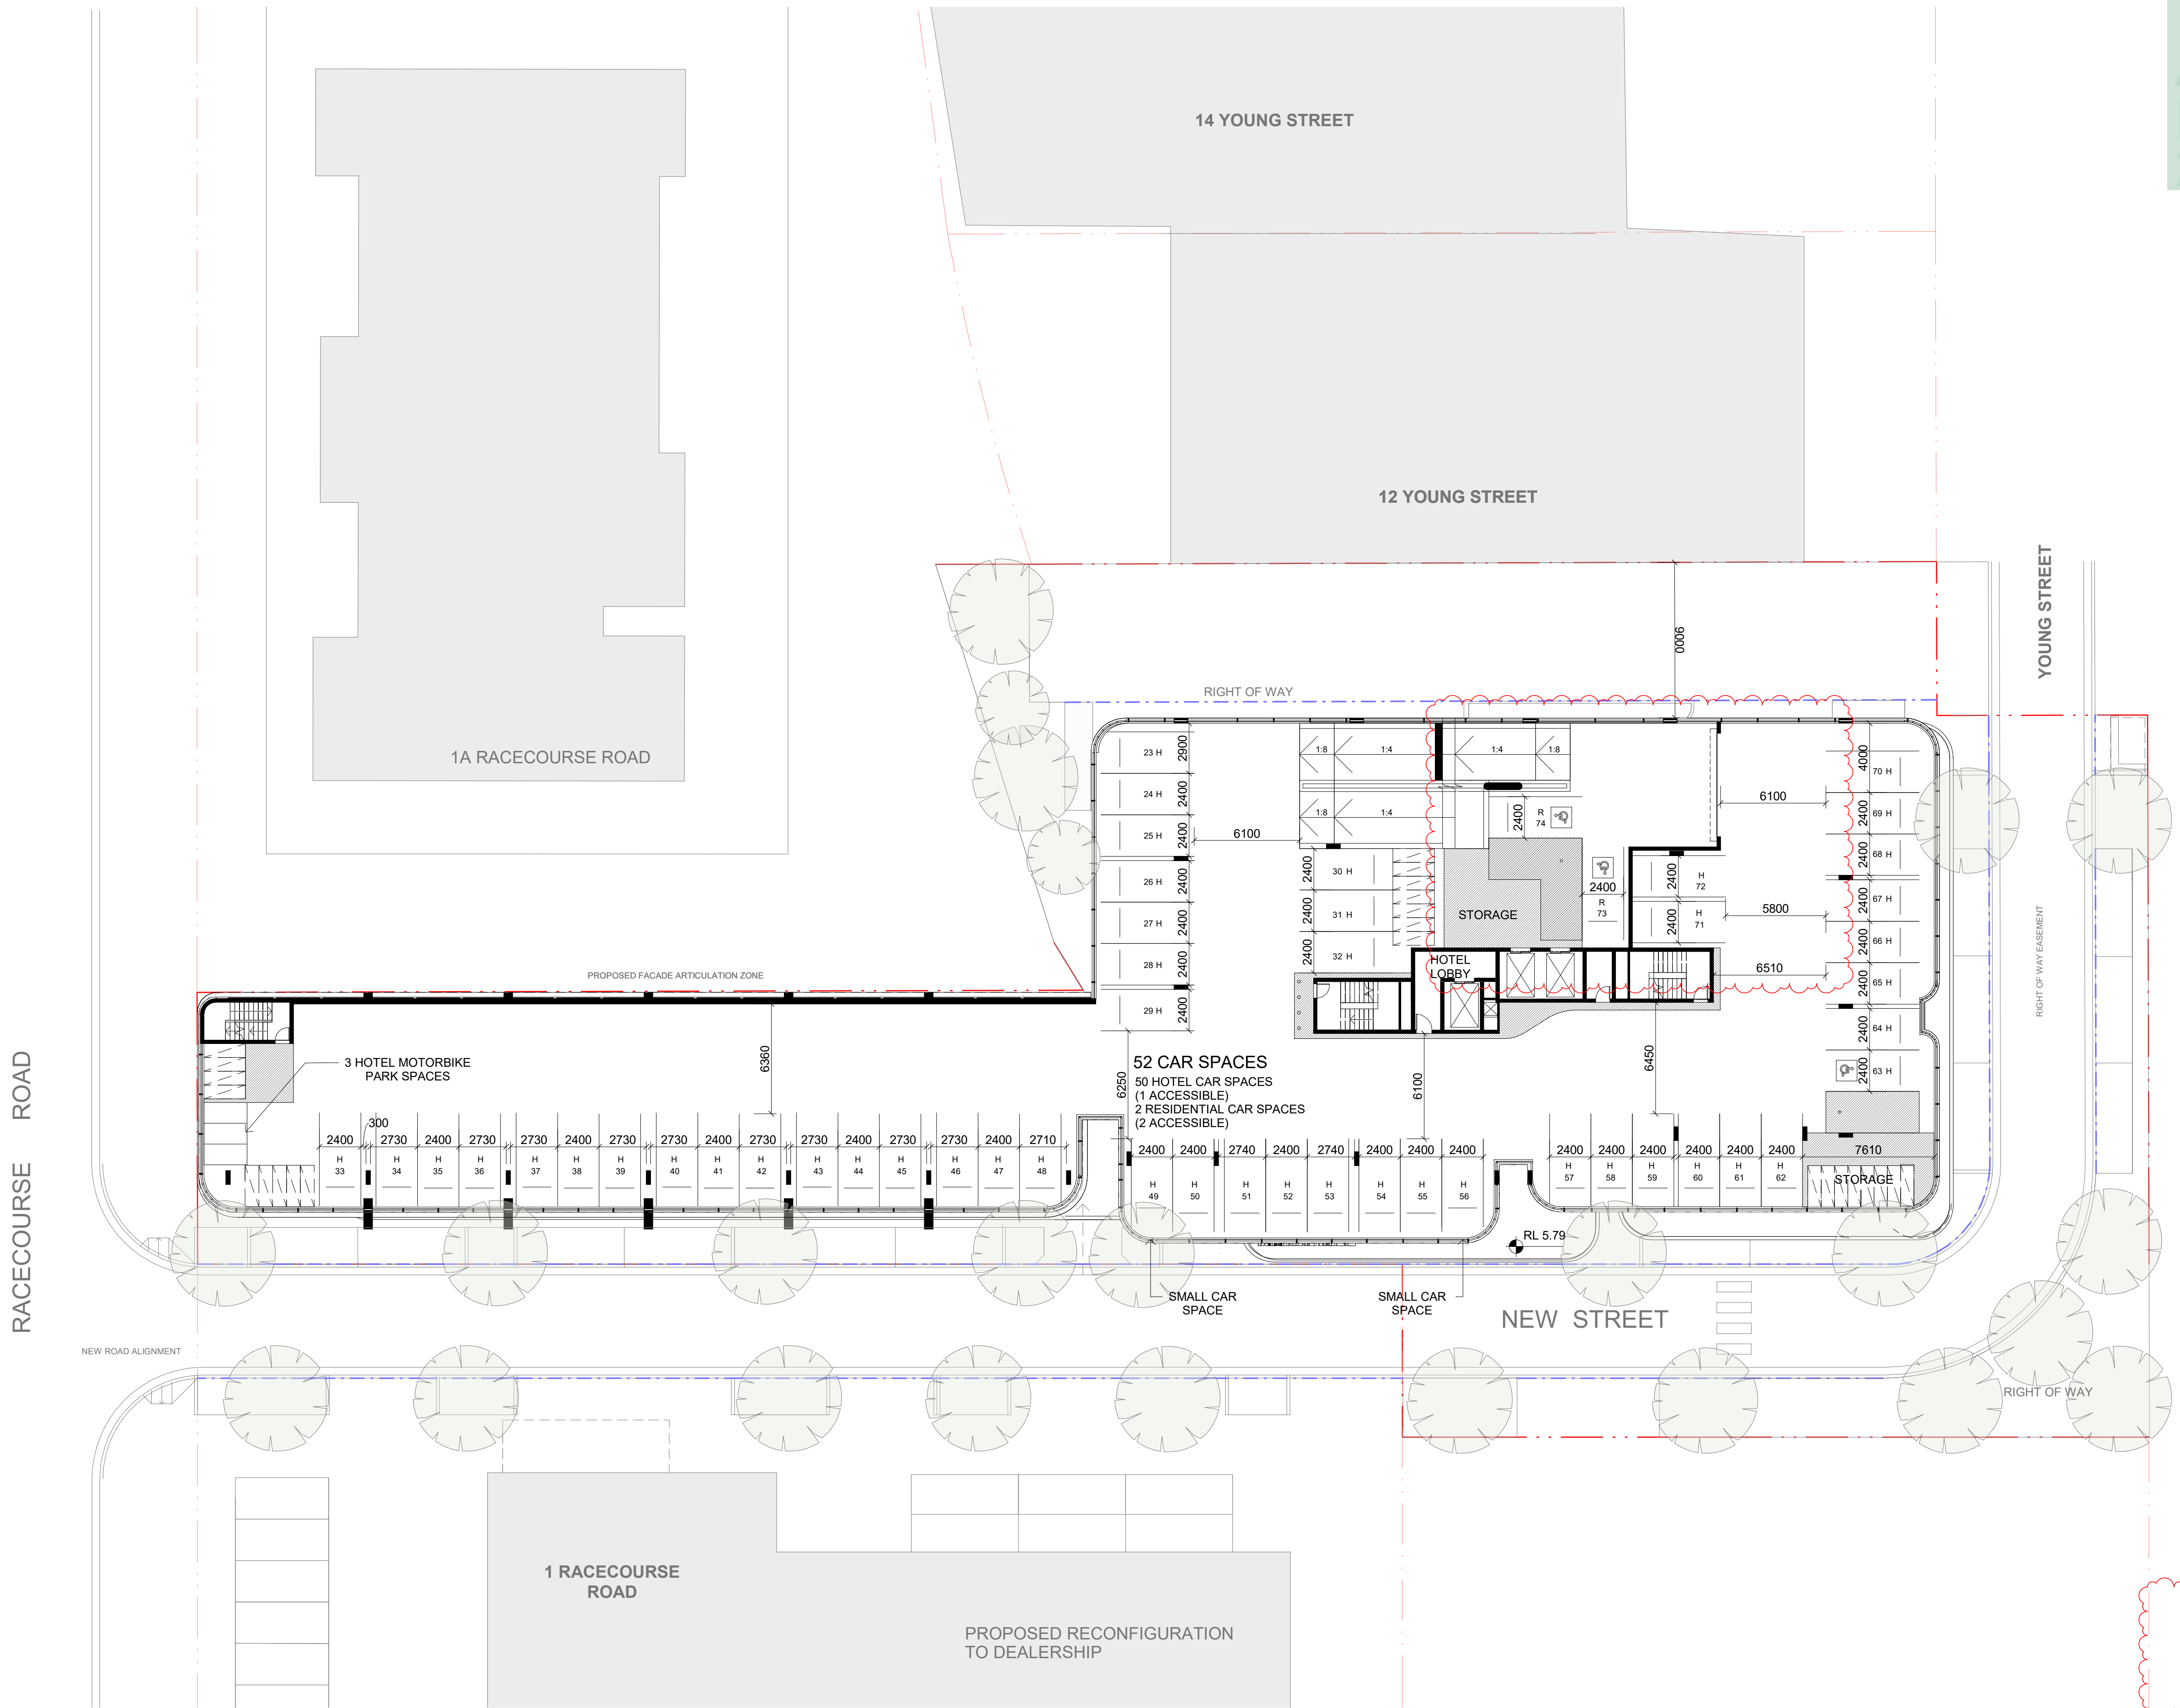 14 YOUNG STREET
12 YOUNG STREET
YOUNG STREET
9000
RIGHT OF WAY
1A RACECOURSE ROAD
PROPOSED FACADE ARTICULATION ZONE
23 H
2900
24 H
2400
25 H
2400
26 H
2400
27 H
2400
28 H
2400
29 H
2400
6100
1:8
1:4
1:4
1:8
1:8
1:4
2400
30 H
2400
31 H
2400
32 H
2400
R
74
STORAGE
2400
R
73
HOTEL
LOBBY
2400
H
72
2400
H
71
6100
5800
6510
4000
70 H
2400
69 H
2400
68 H
2400
67 H
2400
66 H
2400
65 H
2400
64 H
2400
63 H
RIGHT OF WAY EASEMENT
3 HOTEL MOTORBIKE
PARK SPACES
6360
6250
52 CAR SPACES
50 HOTEL CAR SPACES
(1 ACCESSIBLE)
2 RESIDENTIAL CAR SPACES
(2 ACCESSIBLE)
6100
6450
RACECOURSE ROAD
300
2400 2730 2400 2730 2730 2400 2730 2730 2400 2730 2730 2400 2730 2730 2400 2710
H H H H H H H H H H H H H H H H
33 34 35 36 37 38 39 40 41 42 43 44 45 46 47 48
2400 2400 2740 2400 2740 2400 2400 2400
H H H H H H H H
49 50 51 52 53 54 55 56
2400 2400 2400 2400 2400 2400 7610
H H H H H H
57 58 59 60 61 62
STORAGE
RL 5.79
SMALL CAR
SPACE
SMALL CAR
SPACE
NEW STREET
NEW ROAD ALIGNMENT
RIGHT OF WAY
1 RACECOURSE
ROAD
PROPOSED RECONFIGURATION
TO DEALERSHIP